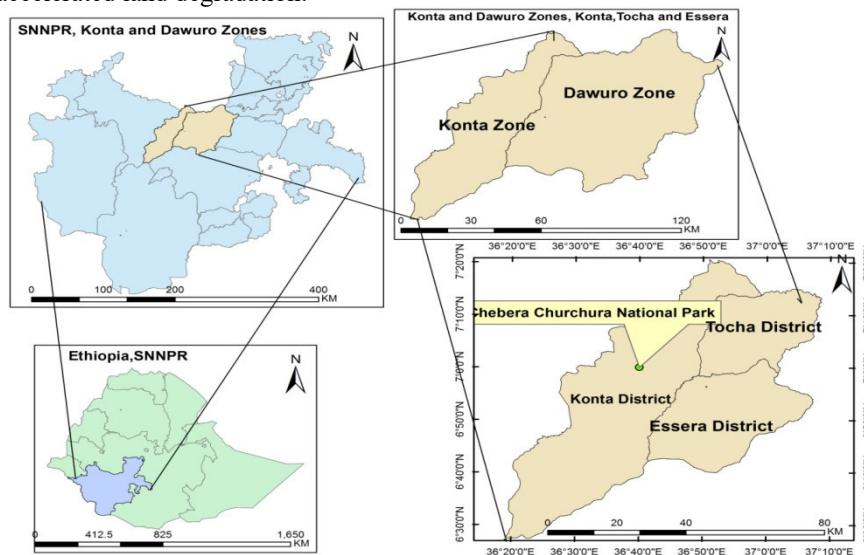 accelerated land degradation.
SNNPR, Konta and Dawuro Zones
N
0 100 200 400
KM
Konta and Dawuro Zones, Konta,Tocha and Essera
N
Dawuro Zone
Konta Zone
0 30 60 120
KM
Ethiopia,SNNPR
N
0 412.5 825 1,650
KM
36°20'0"E 36°30'0"E 36°40'0"E 36°50'0"E 37°0'0"E 37°10'0"E
7°20'0"N
7°10'0"N
7°0'0"N
6°50'0"N
6°40'0"N
6°30'0"N
N
Chebera Churchura National Park
Tocha District
Konta District
Essera District
0 20 40 80
KM
36°20'0"E 36°30'0"E 36°40'0"E 36°50'0"E 37°0'0"E 37°10'0"E